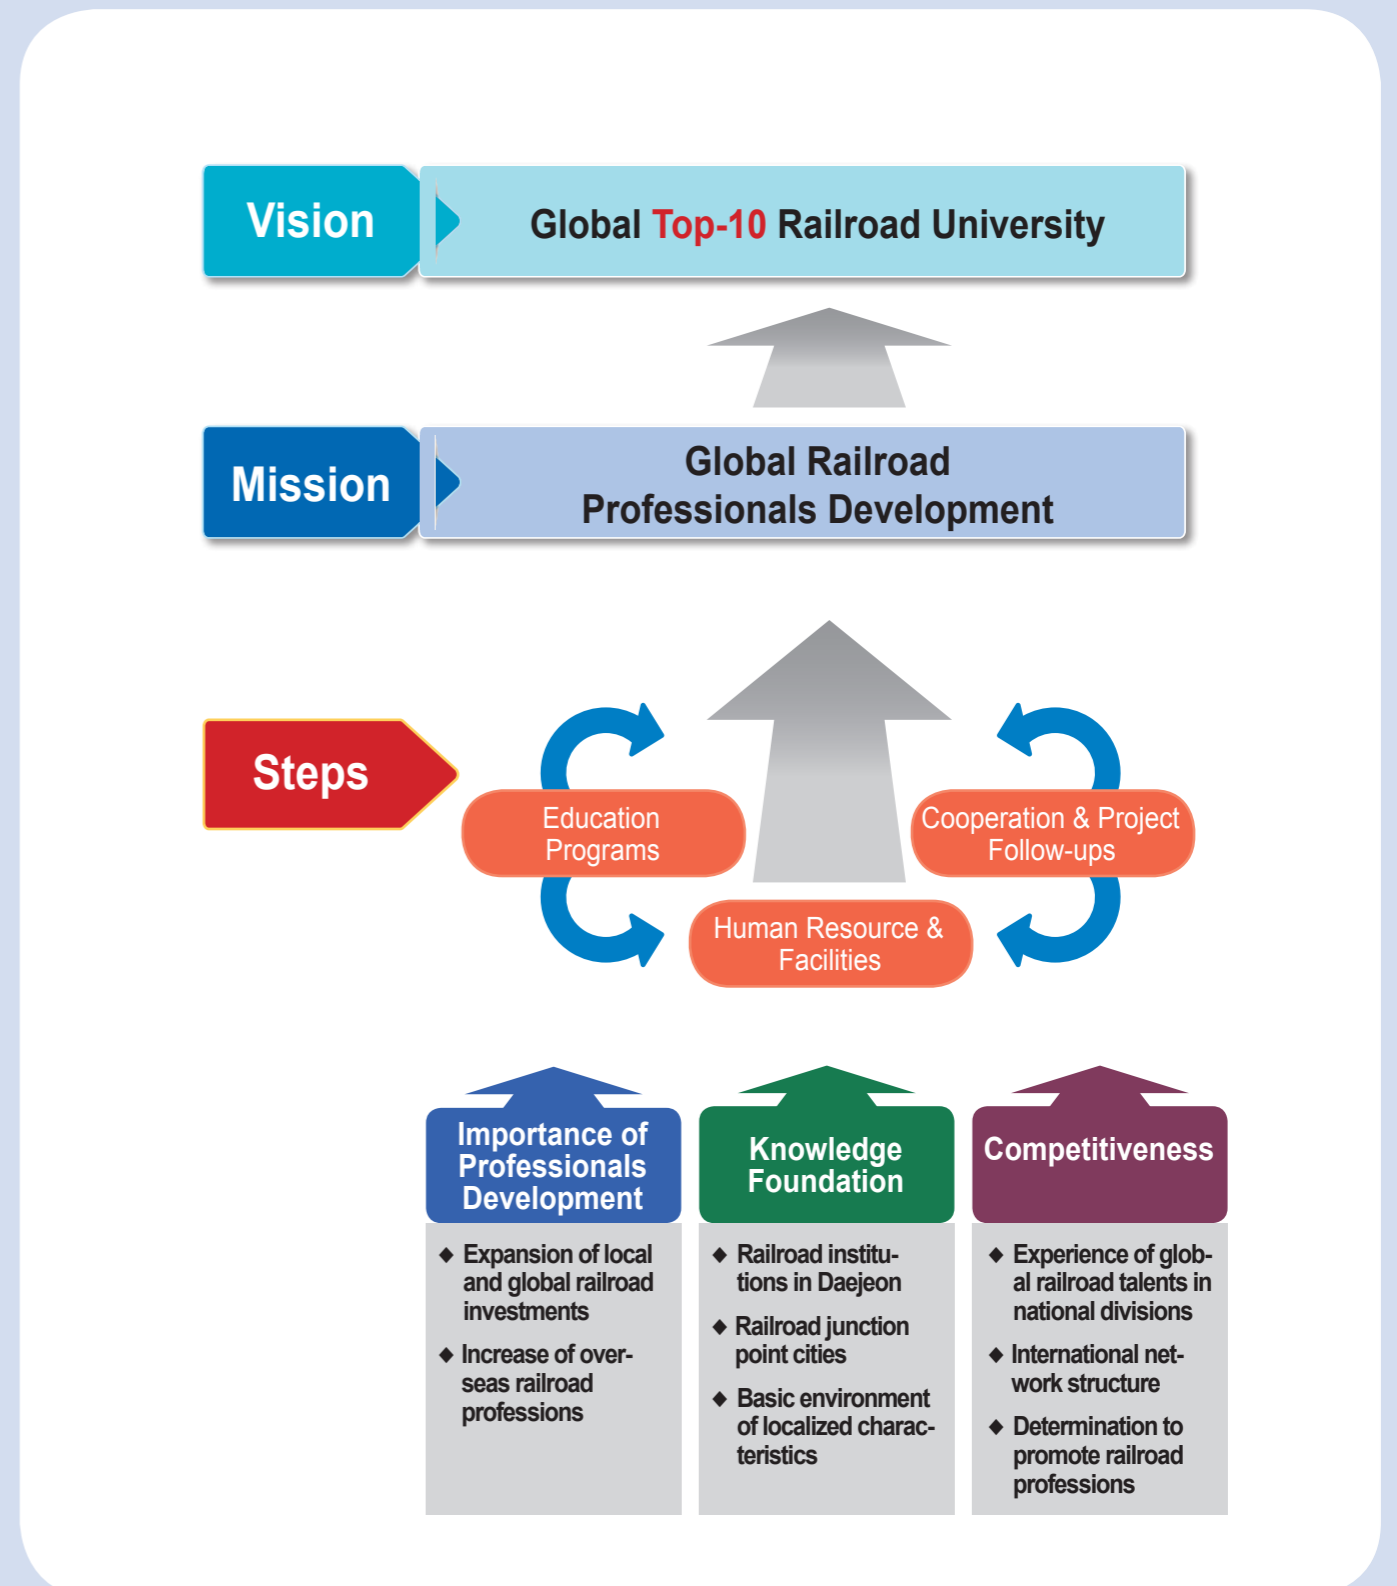 Vision
Global Top-10 Railroad University
Mission
Global Railroad
Professionals Development
Steps
Education
Programs
Cooperation & Project
Follow-ups
Human Resource &
Facilities
Importance of
Professionals
Development
◆ Expansion of local
and global railroad
investments
◆ Increase of over-
seas railroad
professions
Knowledge
Foundation
◆ Railroad institu-
tions in Daejeon
◆ Railroad junction
point cities
◆ Basic environment
of localized charac-
teristics
Competitiveness
◆ Experience of glob-
al railroad talents in
national divisions
◆ International net-
work structure
◆ Determination to
promote railroad
professions